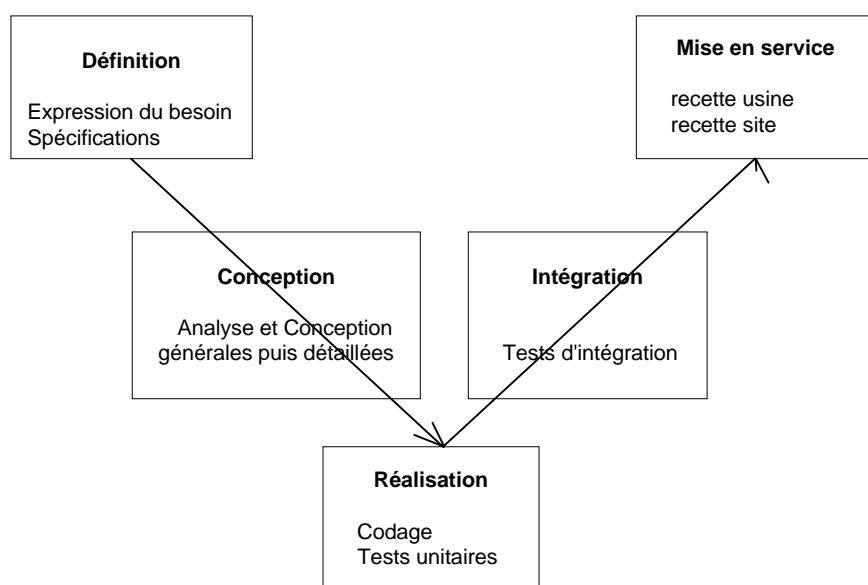 Définition
Expression du besoin
Spécifications
Mise en service
recette usine
recette site
Conception
Analyse et Conception
générales puis détaillées
Intégration
Tests d'intégration
Réalisation
Codage
Tests unitaires